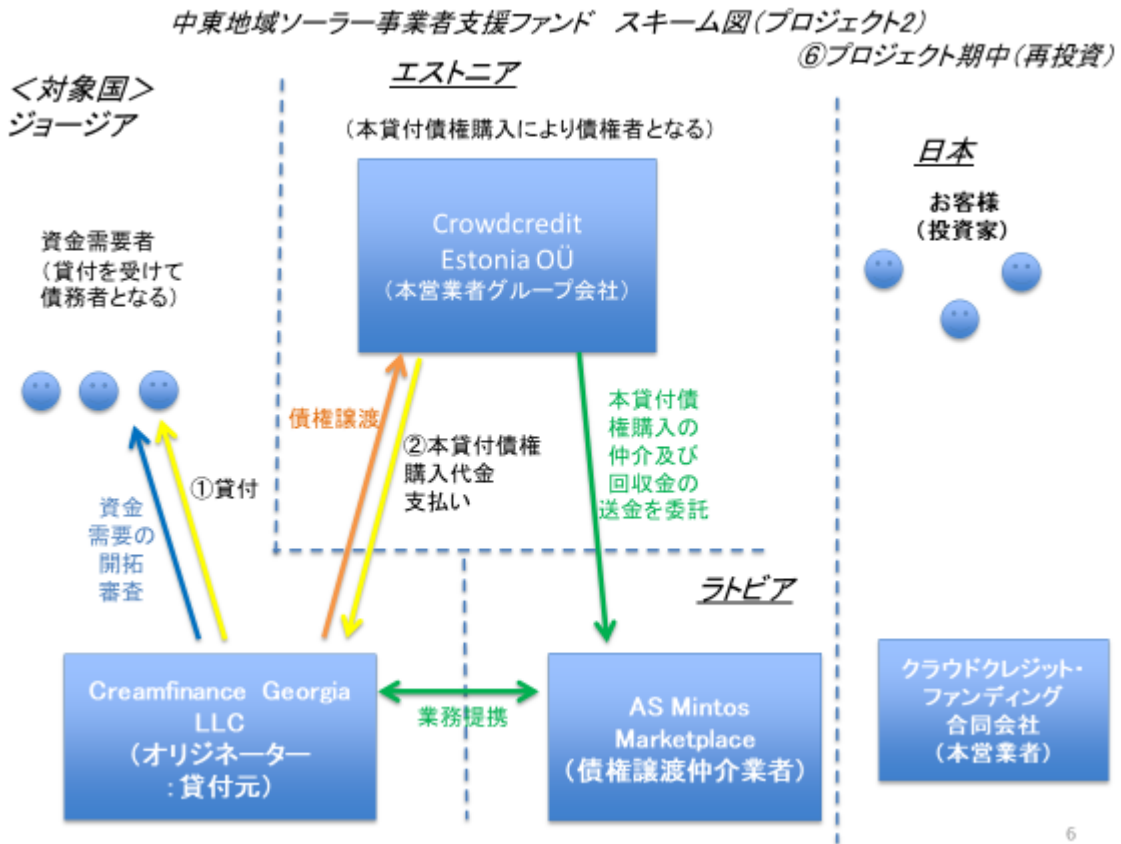 中東地域ソーラー事業者支援ファンド　スキーム図(プロジェクト2)
⑥プロジェクト期中(再投資)
＜対象国＞
ジョージア
エストニア
(本貸付債権購入により債権者となる)
日本
お客様
(投資家)
資金需要者
(貸付を受けて
債務者となる)
Crowdcredit
Estonia OÜ
(本営業者グループ会社)
債権譲渡
②本貸付債権
購入代金
支払い
本貸付債
権購入の
仲介及び
回収金の
送金を委託
①貸付
資金
需要の
開拓
審査
ラトビア
Creamfinance Georgia
LLC
(オリジネーター
:貸付元)
業務提携
AS Mintos
Marketplace
(債権譲渡仲介業者)
クラウドクレジット・
ファンディング
合同会社
(本営業者)
6